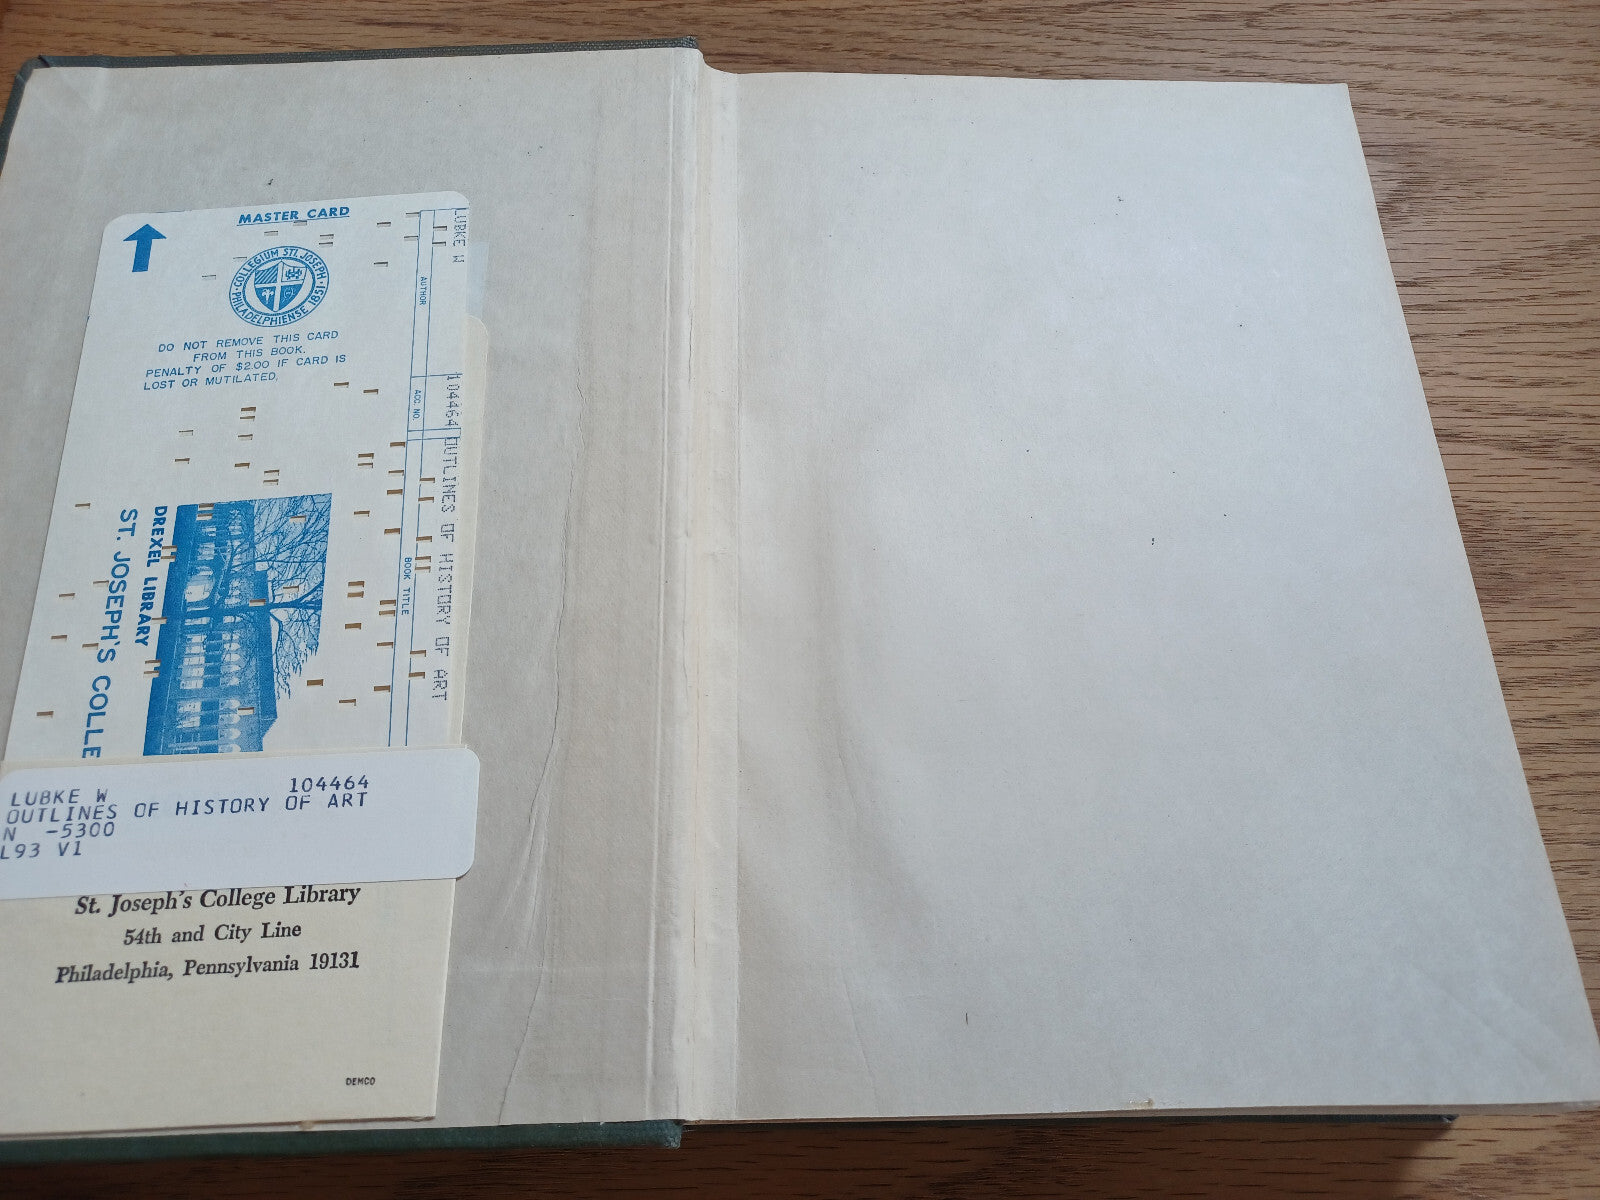 MASTER CARD
COLLEGIUM STI. JOSEPH
PHILADELPHIENSE 1851
DO NOT REMOVE THIS CARD
FROM THIS BOOK.
PENALTY OF $2.00 IF CARD IS
LOST OR MUTILATED.
LUBKE W
104464 OUTLINES OF HISTORY OF ART
AUTHOR
ACC. NO.
BOOK TITLE
DREXEL LIBRARY
ST. JOSEPH'S COLLE
LUBKE W 104464
OUTLINES OF HISTORY OF ART
N -5300
L93 V1
St. Joseph's College Library
54th and City Line
Philadelphia, Pennsylvania 19131
DEMCO